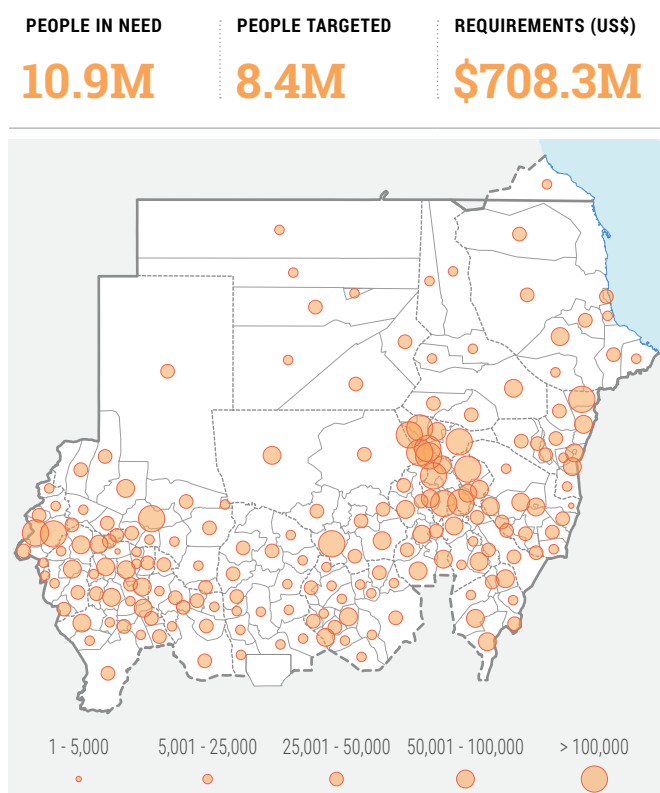 PEOPLE IN NEED PEOPLE TARGETED REQUIREMENTS (US$)
10.9M 8.4M $708.3M
1 - 5,000 5,001 - 25,000 25,001 - 50,000 50,001 - 100,000 > 100,000